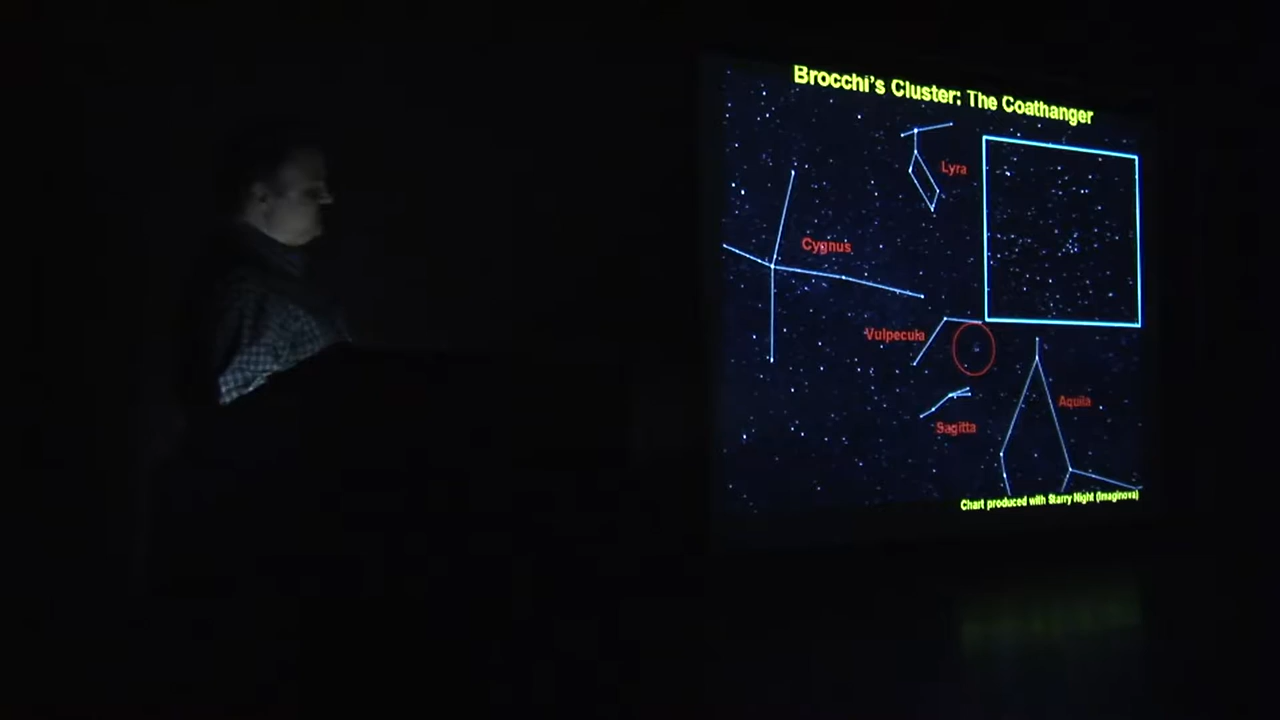 Brocchi's Cluster: The Coathanger
Lyra
Cygnus
Vulpecula
Aquila
Sagitta
Chart produced with Starry Night (Imaginova)